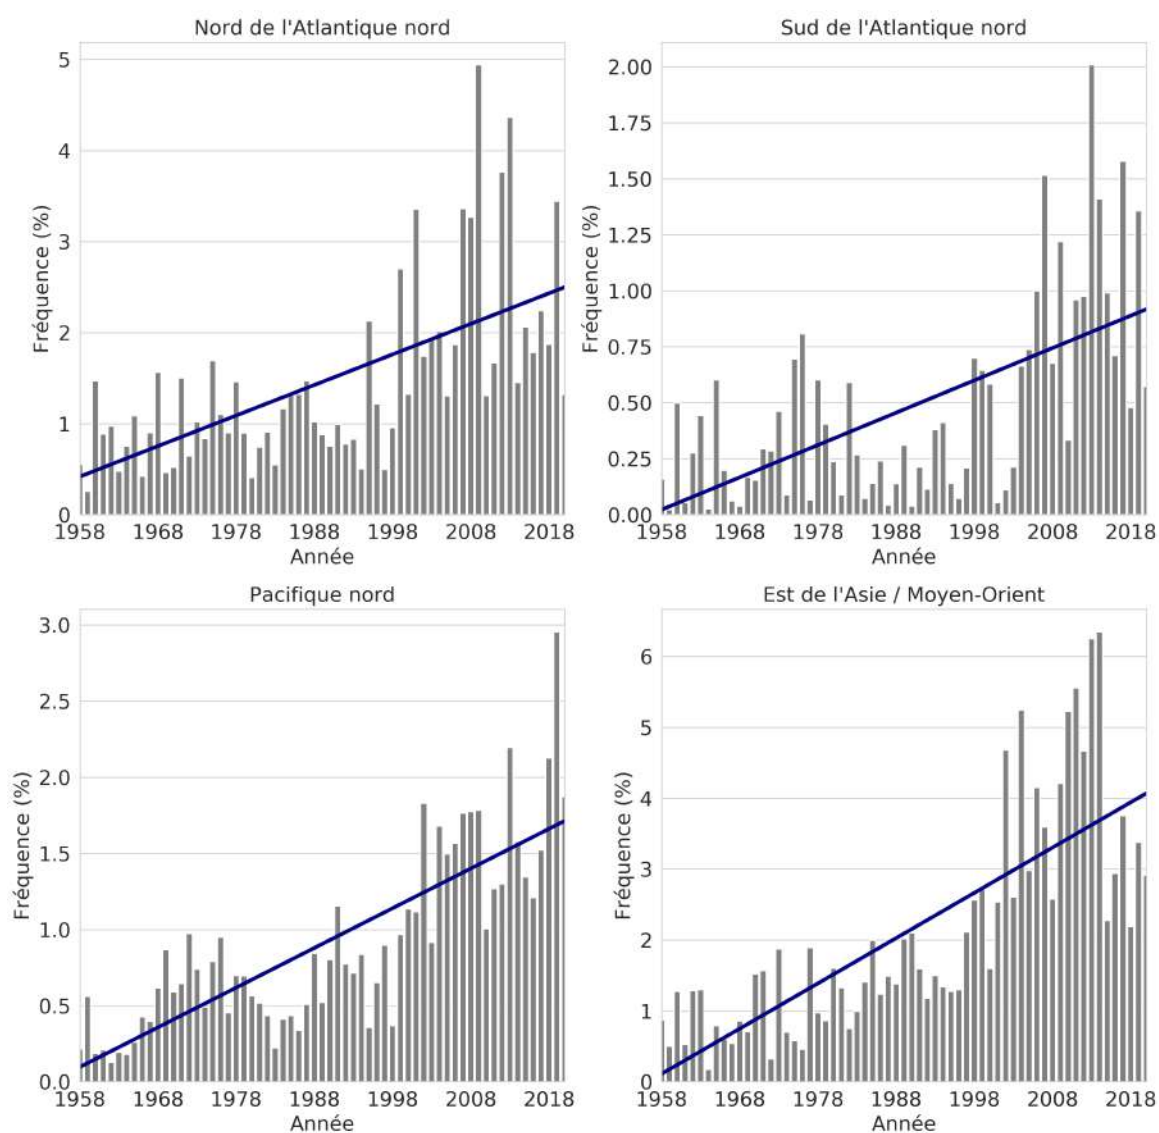 Nord de l'Atlantique nord
Fréquence (%)
5
4
3
2
1
0
1958 1968 1978 1988 1998 2008 2018
Année
Sud de l'Atlantique nord
Fréquence (%)
2.00
1.75
1.50
1.25
1.00
0.75
0.50
0.25
0.00
1958 1968 1978 1988 1998 2008 2018
Année
Pacifique nord
Fréquence (%)
3.0
2.5
2.0
1.5
1.0
0.5
0.0
1958 1968 1978 1988 1998 2008 2018
Année
Est de l'Asie / Moyen-Orient
Fréquence (%)
6
5
4
3
2
1
0
1958 1968 1978 1988 1998 2008 2018
Année